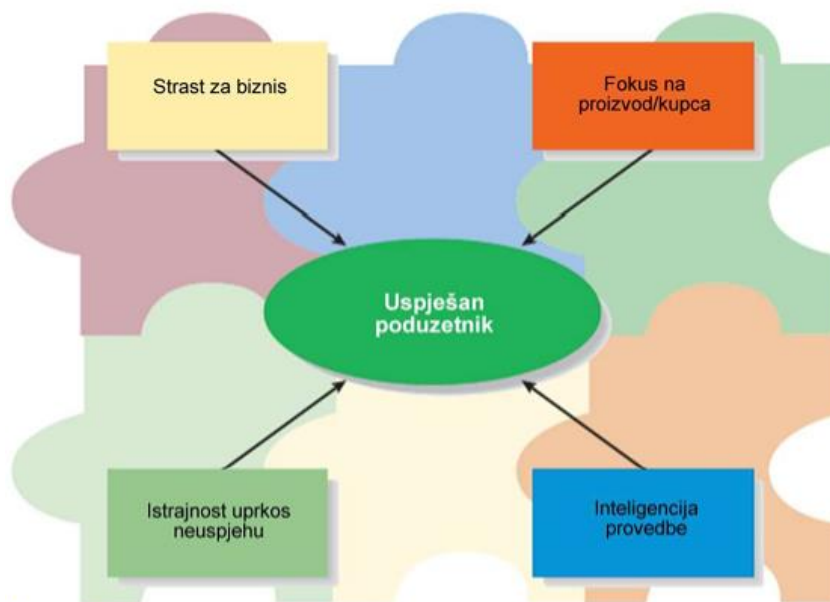 Strast za biznis
Fokus na
proizvod/kupca
Uspješan
poduzetnik
Istrajnost uprkos
neuspjehu
Inteligencija
provedbe